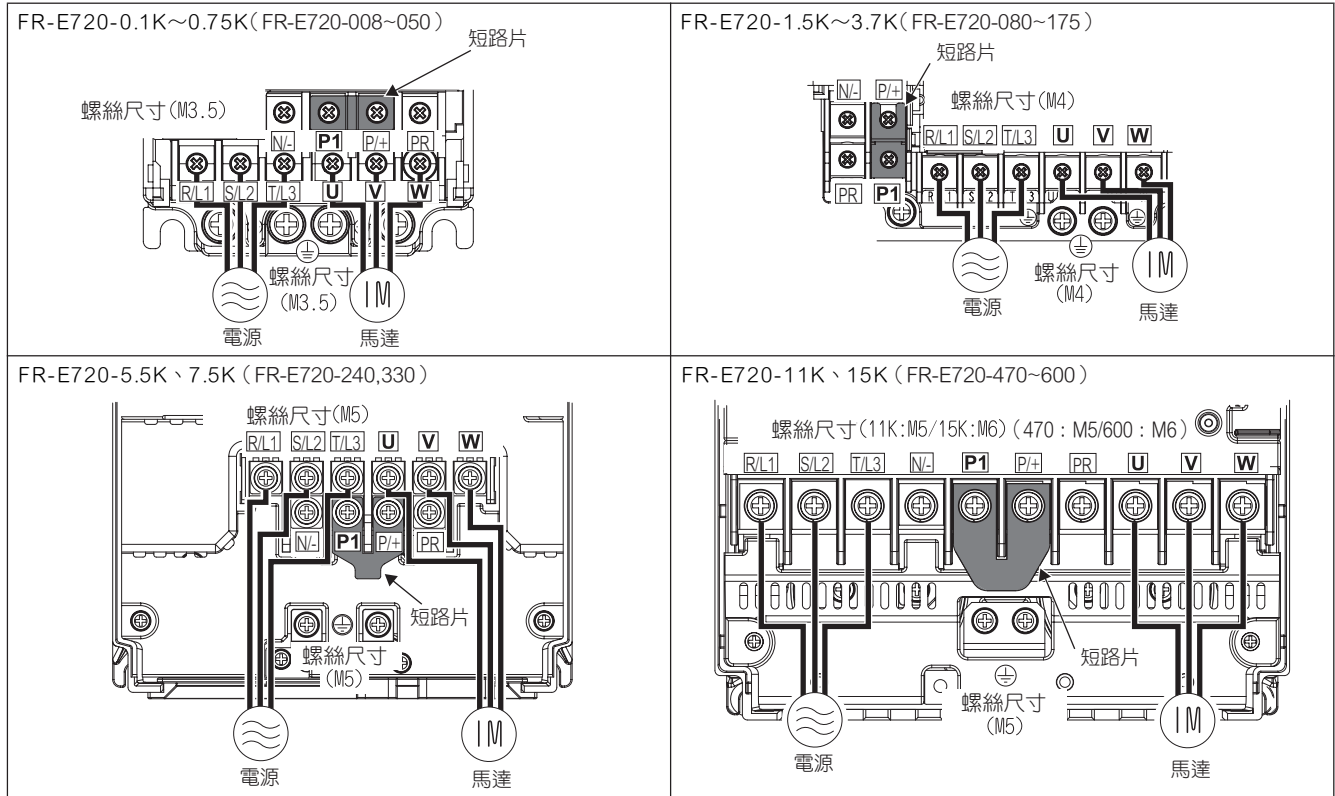 FR-E720-0.1K～0.75K(FR-E720-008~050)
短路片
螺絲尺寸(M3.5)
N/- P1 P/+ PR
R/L1 S/L2 T/L3 U V W
螺絲尺寸
(M3.5)
IM
電源
馬達
FR-E720-1.5K～3.7K(FR-E720-080~175)
短路片
N/- P/+
螺絲尺寸(M4)
R/L1 S/L2 T/L3 U V W
PR P1
螺絲尺寸
(M4)
IM
電源
馬達
FR-E720-5.5K、7.5K(FR-E720-240,330)
螺絲尺寸(M5)
R/L1 S/L2 T/L3 U V W
N/- P1 P/+ PR
短路片
螺絲尺寸
(M5)
IM
電源
馬達
FR-E720-11K、15K(FR-E720-470~600)
螺絲尺寸(11K:M5/15K:M6)(470：M5/600：M6)
R/L1 S/L2 T/L3 N/- P1 P/+ PR U V W
短路片
螺絲尺寸
(M5)
IM
電源
馬達